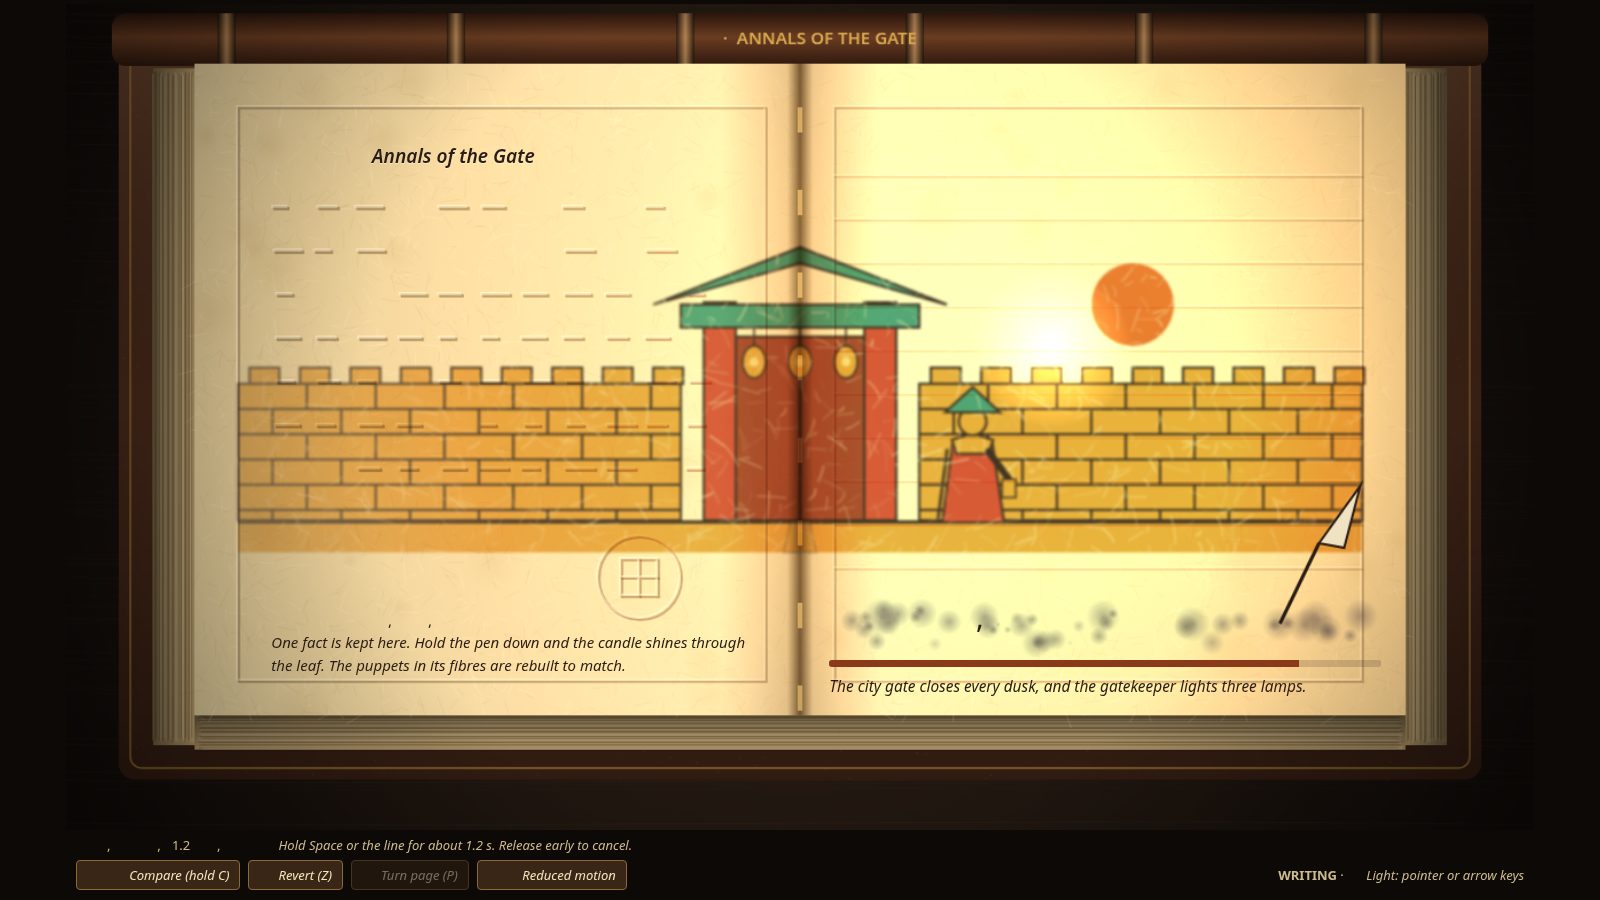 · ANNALS OF THE GATE
Annals of the Gate
One fact is kept here. Hold the pen down and the candle shines through
the leaf. The puppets in its fibres are rebuilt to match.
The city gate closes every dusk, and the gatekeeper lights three lamps.
, , 1.2 , Hold Space or the line for about 1.2 s. Release early to cancel.
Compare (hold C) Revert (Z) Turn page (P) Reduced motion WRITING · Light: pointer or arrow keys